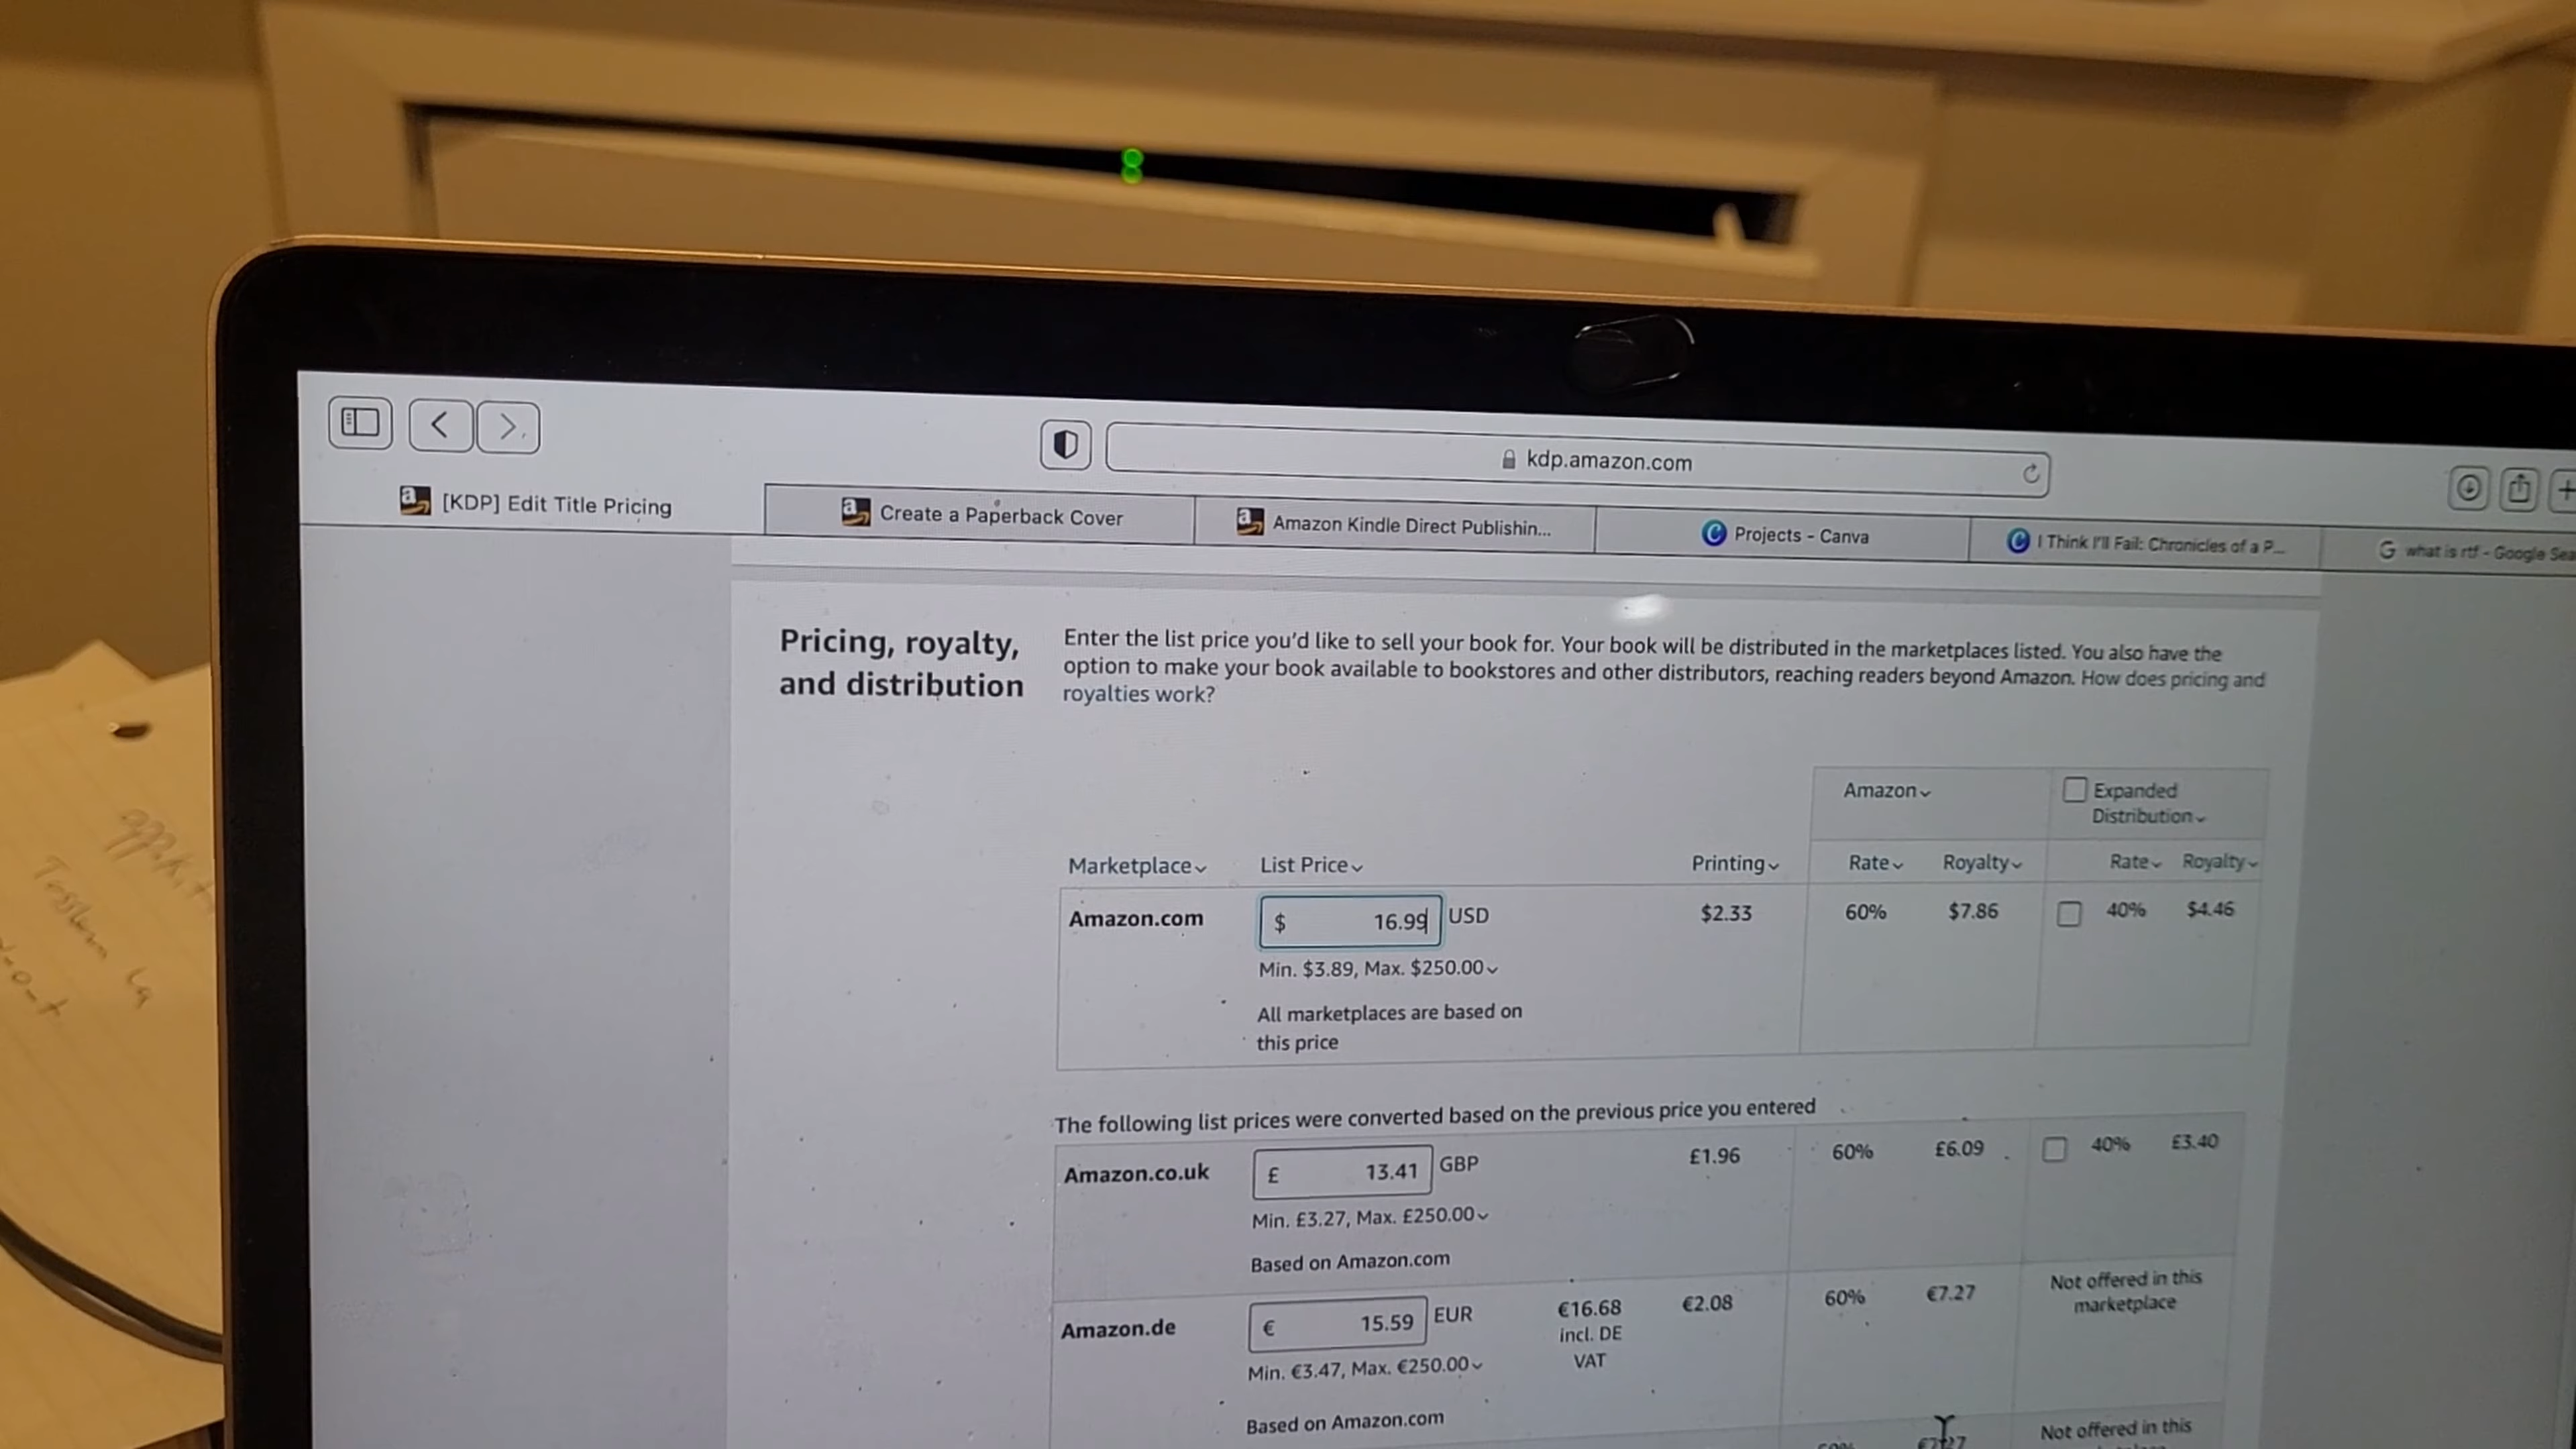 kdp.amazon.com
[KDP] Edit Title Pricing
Create a Paperback Cover
Amazon Kindle Direct Publishin...
Projects - Canva
I Think I'll Fail: Chronicles of a P...
what is rtf - Google Sea
Pricing, royalty,
and distribution
Enter the list price you'd like to sell your book for. Your book will be distributed in the marketplaces listed. You also have the
option to make your book available to bookstores and other distributors, reaching readers beyond Amazon. How does pricing and
royalties work?
Amazon
Expanded
Distribution
Marketplace List Price Printing Rate Royalty Rate Royalty
Amazon.com $ 16.99 USD $2.33 60% $7.86 40% $4.46
Min. $3.89, Max. $250.00
All marketplaces are based on
this price
The following list prices were converted based on the previous price you entered
Amazon.co.uk £ 13.41 GBP £1.96 60% £6.09 40% £3.40
Min. £3.27, Max. £250.00
Based on Amazon.com
Amazon.de € 15.59 EUR €16.68 €2.08 60% €7.27 Not offered in this
incl. DE marketplace
VAT
Min. €3.47, Max. €250.00
Based on Amazon.com
Not offered in this